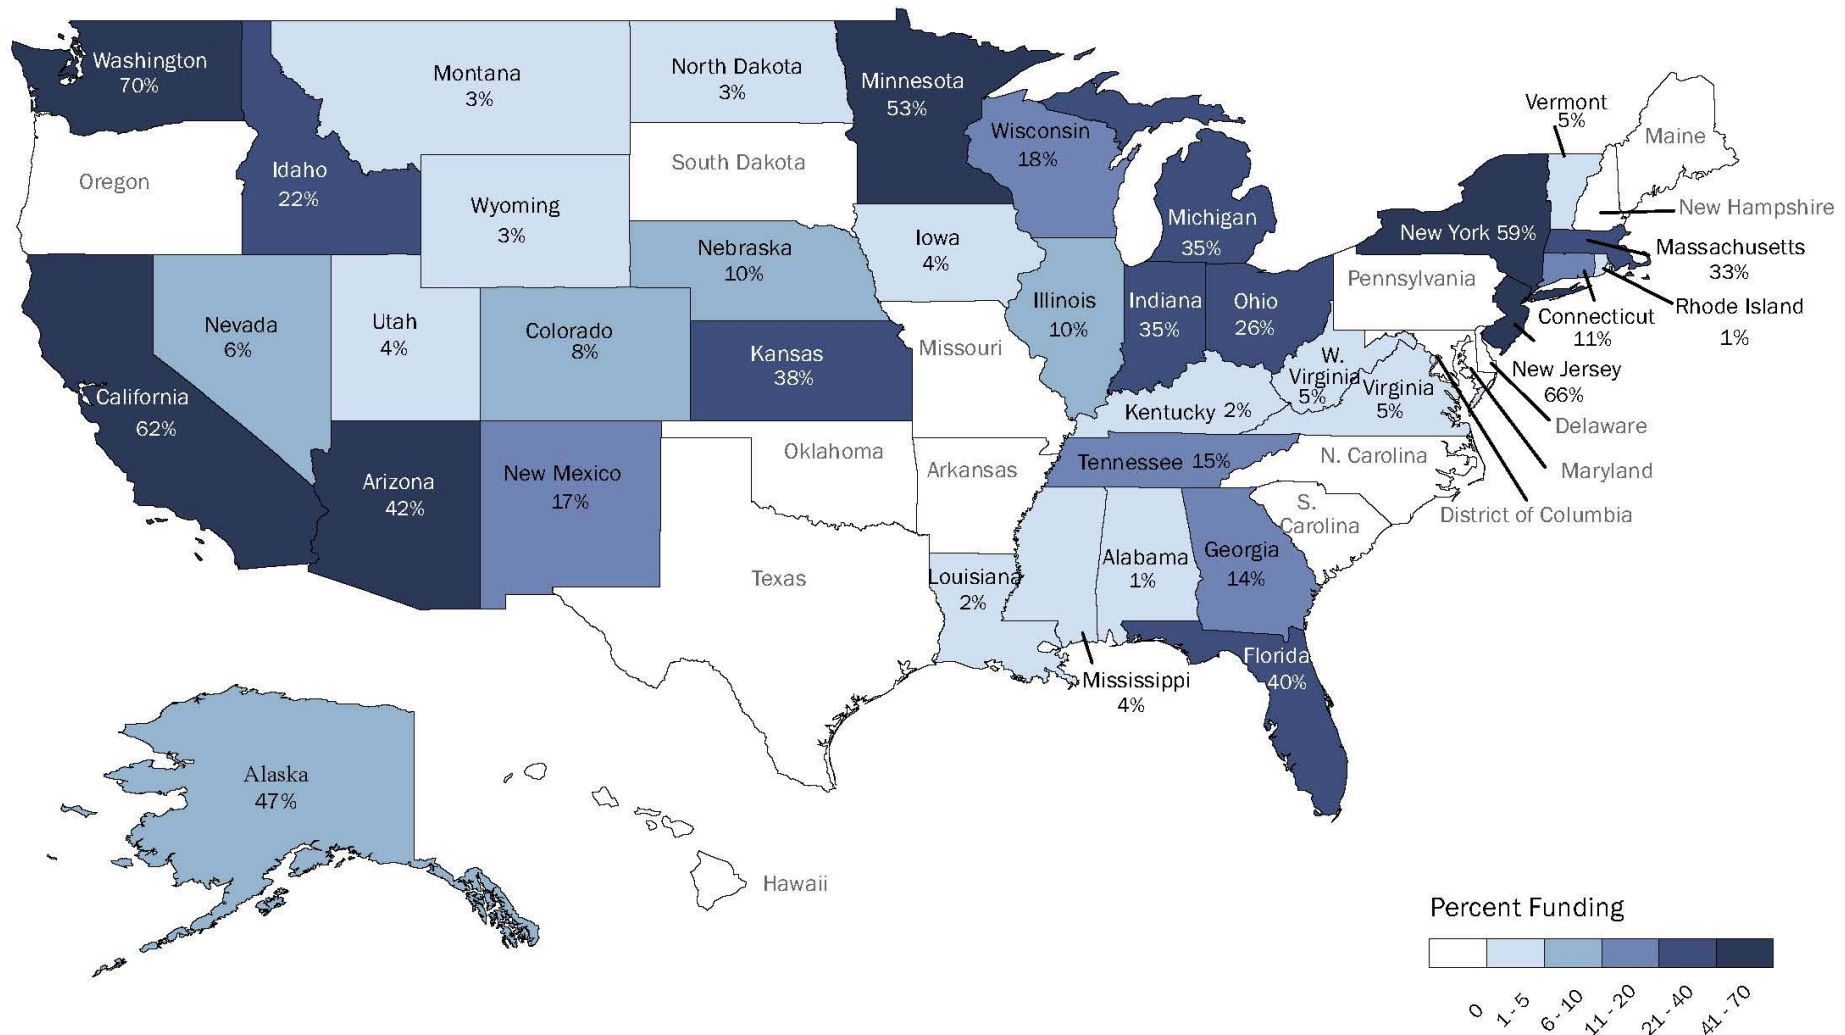 Washington
70%
Montana
3%
North Dakota
3%
Minnesota
53%
Wisconsin
18%
Vermont
5%
Maine
Oregon
Idaho
22%
South Dakota
Wyoming
3%
Michigan
35%
New Hampshire
New York 59%
Massachusetts
33%
Nebraska
10%
Iowa
4%
Pennsylvania
Rhode Island
1%
Connecticut
11%
Nevada
6%
Utah
4%
Colorado
8%
Kansas
38%
Illinois
10%
Indiana
35%
Ohio
26%
Missouri
W.
Virginia
5%
Virginia
5%
New Jersey
66%
California
62%
Kentucky 2%
Delaware
Arizona
42%
New Mexico
17%
Oklahoma
Arkansas
Tennessee 15%
N. Carolina
Maryland
S.
Carolina
District of Columbia
Texas
Louisiana
2%
Alabama
1%
Georgia
14%
Mississippi
4%
Florida
40%
Alaska
47%
Hawaii
Percent Funding
0
1 - 5
6 - 10
11 - 20
21 - 40
41 - 70